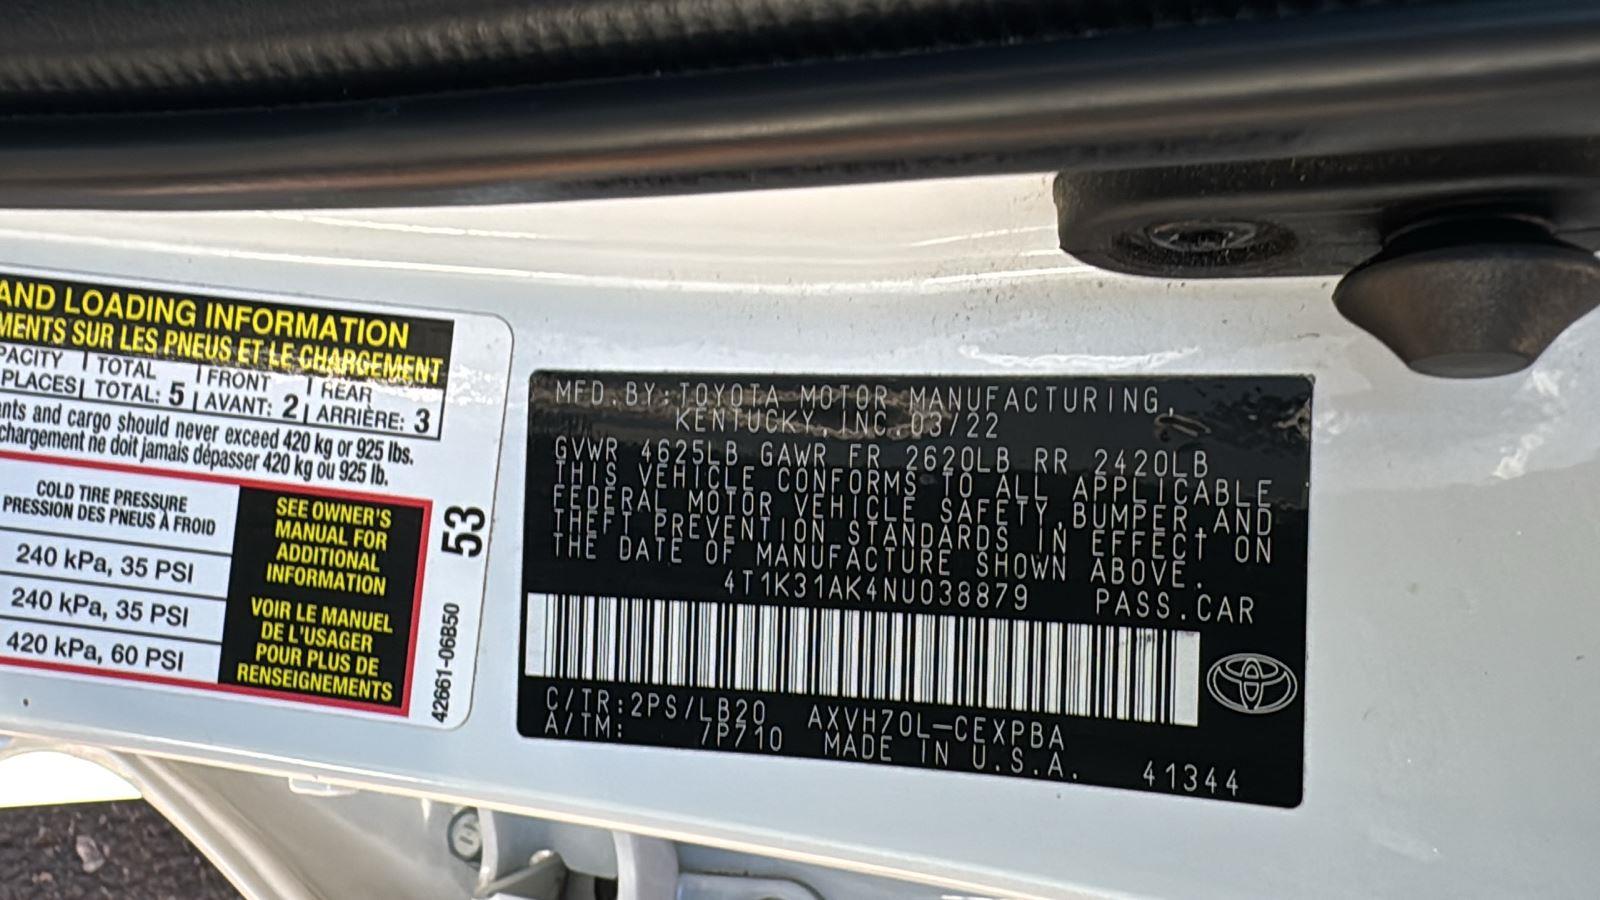 AND LOADING INFORMATION
MENTS SUR LES PNEUS ET LE CHARGEMENT
PACITY | TOTAL | FRONT | REAR
PLACES | TOTAL: 5 | AVANT: 2 | ARRIÈRE: 3
nts and cargo should never exceed 420 kg or 925 lbs.
chargement ne doit jamais dépasser 420 kg ou 925 lb.
COLD TIRE PRESSURE
PRESSION DES PNEUS À FROID
240 kPa, 35 PSI
240 kPa, 35 PSI
420 kPa, 60 PSI
SEE OWNER'S
MANUAL FOR
ADDITIONAL
INFORMATION
VOIR LE MANUEL
DE L'USAGER
POUR PLUS DE
RENSEIGNEMENTS
53
42661-06B50
MFD.BY:TOYOTA MOTOR MANUFACTURING,
KENTUCKY,INC.03/22
GVWR 4625LB GAWR FR 2620LB RR 2420LB
THIS VEHICLE CONFORMS TO ALL APPLICABLE
FEDERAL MOTOR VEHICLE SAFETY,BUMPER,AND
THEFT PREVENTION STANDARDS IN EFFECT ON
THE DATE OF MANUFACTURE SHOWN ABOVE.
4T1K31AK4NU038879 PASS.CAR
C/TR:2PS/LB20 AXVH70L-CEXPBA
A/TM: 7P710 MADE IN U.S.A.
41344